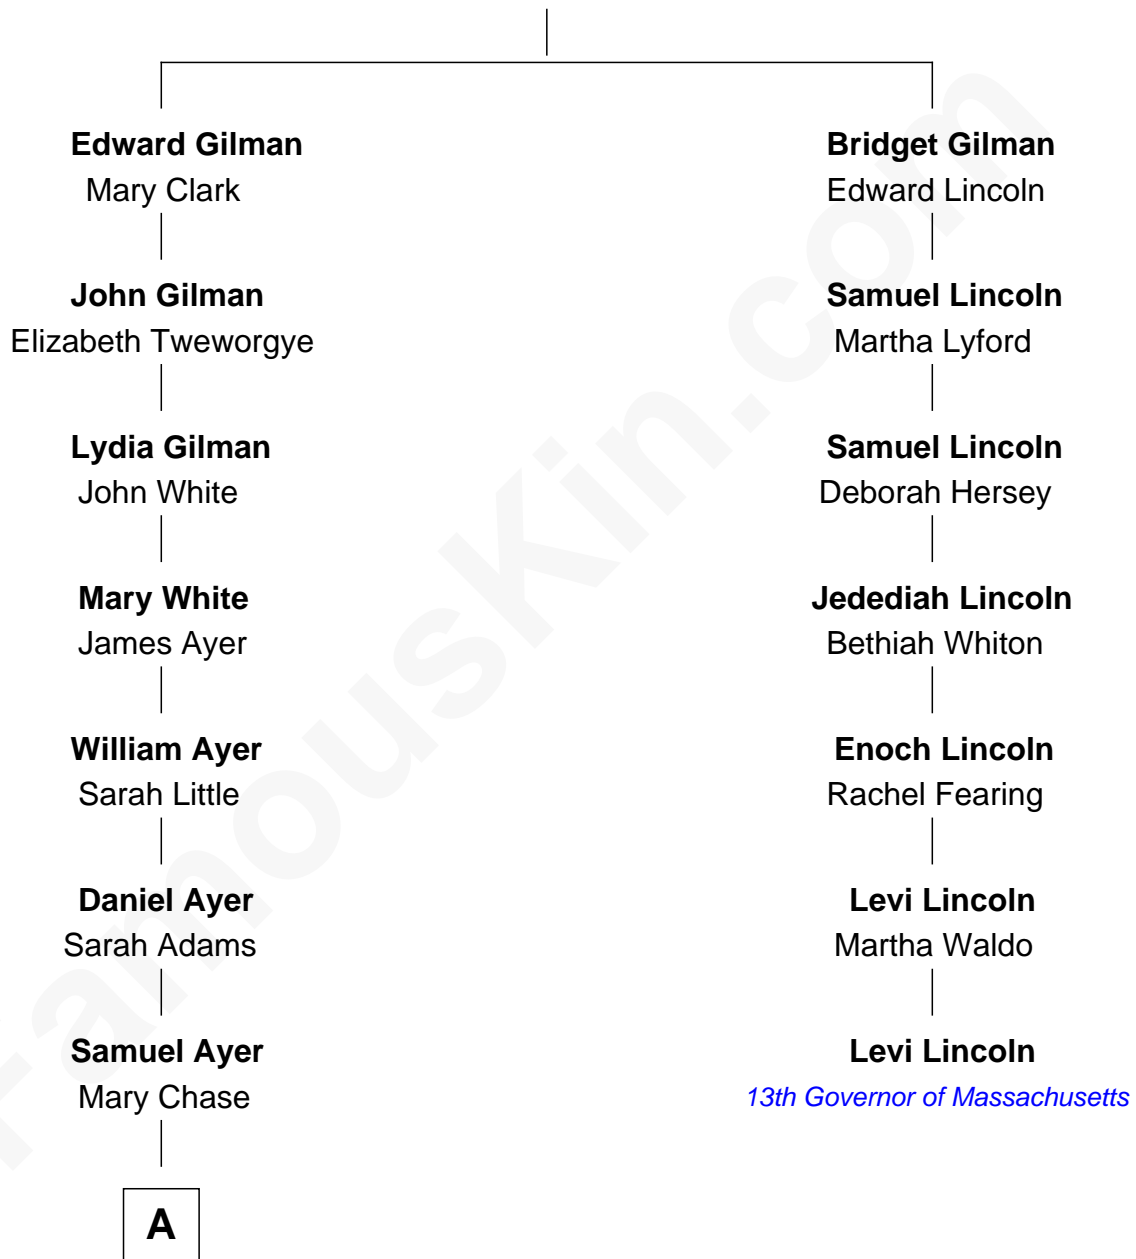 Edward Gilman
Mary Clark
John Gilman
Elizabeth Tweworgye
Lydia Gilman
John White
Mary White
James Ayer
William Ayer
Sarah Little
Daniel Ayer
Sarah Adams
Samuel Ayer
Mary Chase
A
Bridget Gilman
Edward Lincoln
Samuel Lincoln
Martha Lyford
Samuel Lincoln
Deborah Hersey
Jedediah Lincoln
Bethiah Whiton
Enoch Lincoln
Rachel Fearing
Levi Lincoln
Martha Waldo
Levi Lincoln
13th Governor of Massachusetts
FamousKin.com